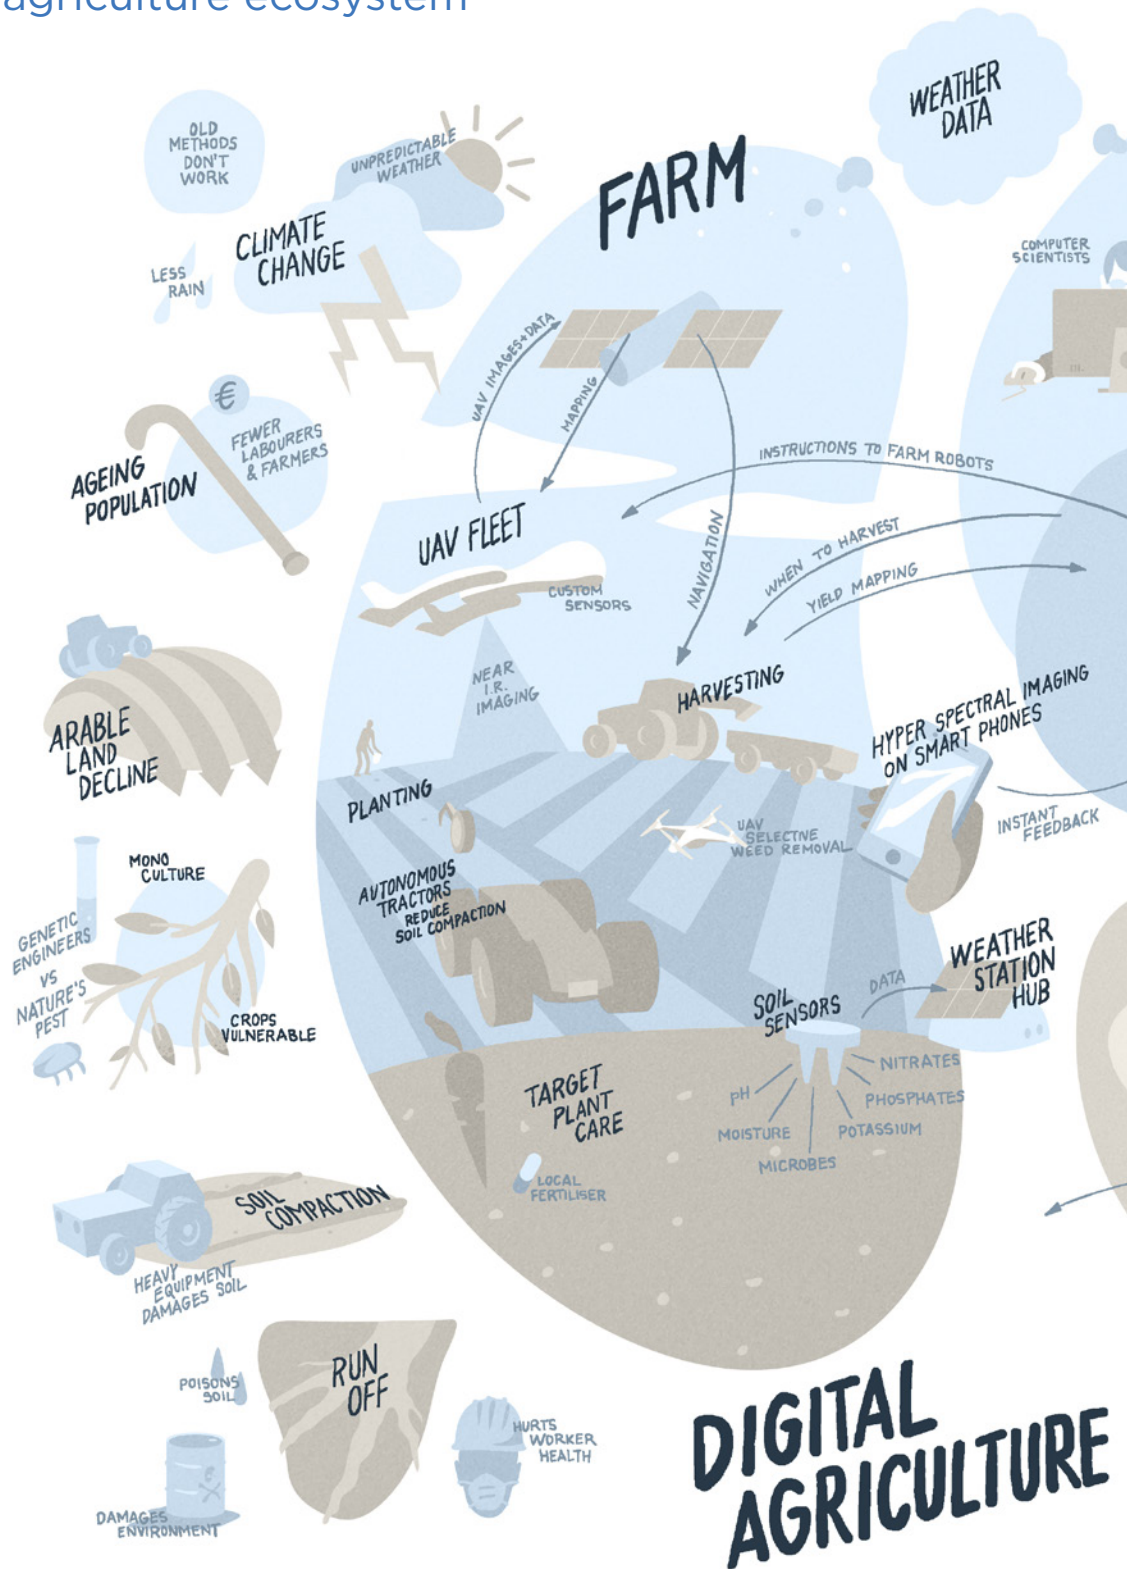 agriculture ecosystem
WEATHER
DATA
OLD
METHODS
DON'T
WORK
UNPREDICTABLE
WEATHER
FARM
CLIMATE
CHANGE
LESS
RAIN
COMPUTER
SCIENTISTS
UAV IMAGES+DATA
MAPPING
€
FEWER
LABOURERS
& FARMERS
AGEING
POPULATION
INSTRUCTIONS TO FARM ROBOTS
UAV FLEET
NAVIGATION
WHEN TO HARVEST
YIELD MAPPING
CUSTOM
SENSORS
NEAR
I.R.
IMAGING
HARVESTING
HYPER SPECTRAL IMAGING
ON SMART PHONES
ARABLE
LAND
DECLINE
PLANTING
UAV
SELECTIVE
WEED REMOVAL
INSTANT
FEEDBACK
MONO
CULTURE
AUTONOMOUS
TRACTORS
REDUCE
SOIL COMPACTION
GENETIC
ENGINEERS
VS
NATURE'S
PEST
CROPS
VULNERABLE
WEATHER
STATION
HUB
DATA
SOIL
SENSORS
NITRATES
PHOSPHATES
POTASSIUM
MICROBES
MOISTURE
pH
TARGET
PLANT
CARE
LOCAL
FERTILISER
SOIL
COMPACTION
HEAVY
EQUIPMENT
DAMAGES SOIL
RUN
OFF
POISONS
SOIL
HURTS
WORKER
HEALTH
DAMAGES
ENVIRONMENT
DIGITAL
AGRICULTURE